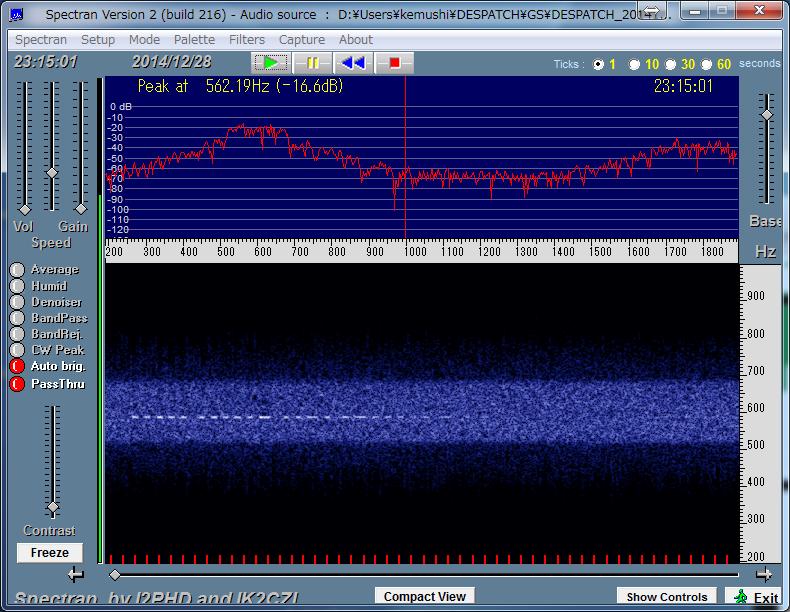 Spectran Version 2 (build 216) - Audio source : D:¥Users¥kemushi¥DESPATCH¥GS¥DESPATCH_2014
Spectran Setup Mode Palette Filters Capture About
23:15:01 2014/12/28 Ticks : 1 10 30 60 seconds
Peak at 562.19Hz (-16.6dB) 23:15:01
0 dB
-10
-20
-30
-40
-50
-60
-70
-80
-90
-100
-110
-120
200 300 400 500 600 700 800 900 1000 1100 1200 1300 1400 1500 1600 1700 1800
Vol Gain
Speed
Base
Hz
Average
Humid
Denoiser
BandPass
BandRej.
CW Peak
Auto brig.
PassThru
900
800
700
600
500
400
300
200
Contrast
Freeze
Spectran by I2PHD and IK2CZL
Compact View
Show Controls
Exit